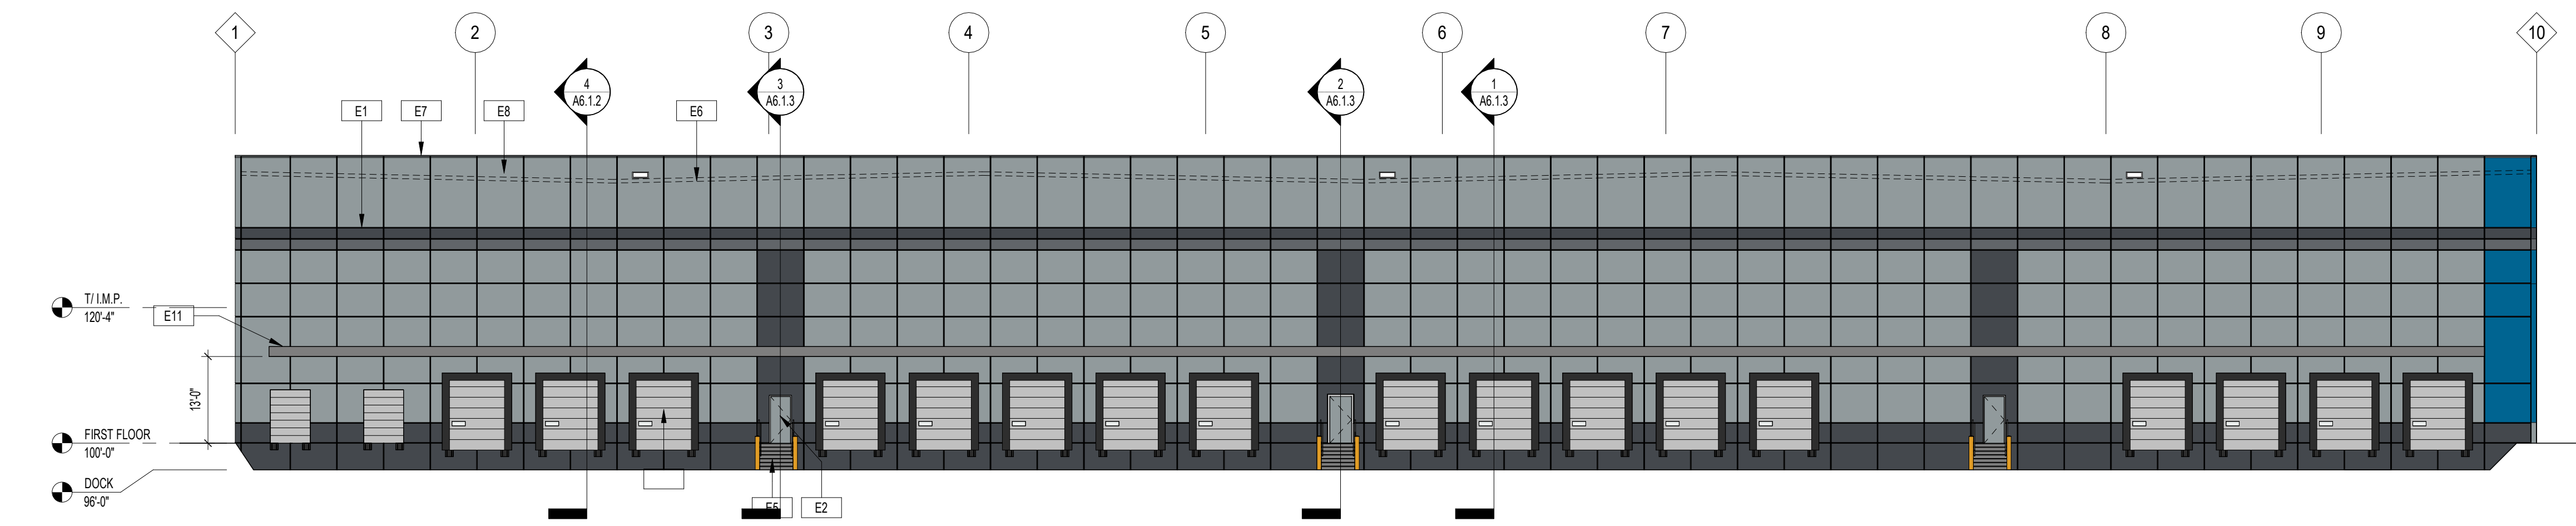 1
2
3
4
5
6
7
8
9
10
4
A6.1.2
3
A6.1.3
2
A6.1.3
1
A6.1.3
E1
E7
E8
E6
T/ I.M.P.
120'-4"
E11
13'-0"
FIRST FLOOR
100'-0"
DOCK
96'-0"
E5
E2